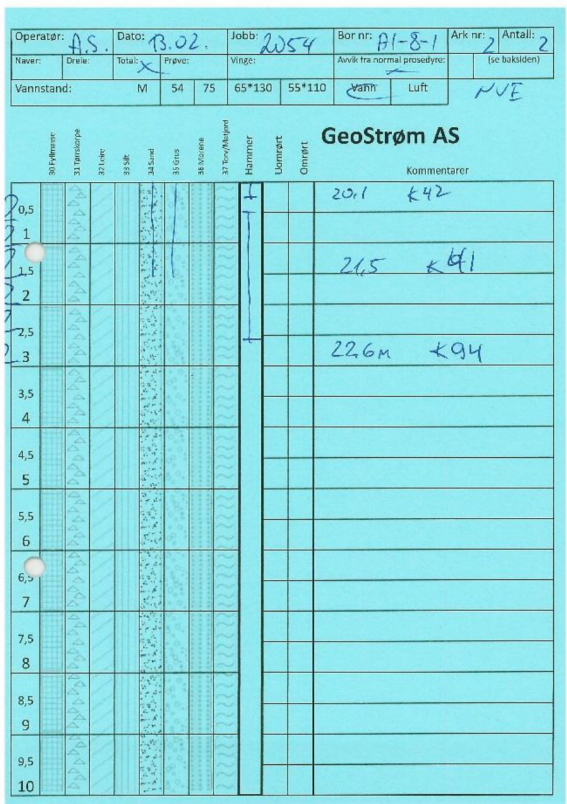 Operatør: A.S. Dato: 13.02. Jobb: 2054 Bor nr: A1-8-1 Ark nr: 2 Antall: 2
Naver: Dreie: Total: X Prøve: Vinge: Avvik fra normal prosedyre: (se baksiden)
Vannstand: M 54 75 65*130 55*110 Vann Luft NVE
30 Fyllmasse 31 Tørrskorpe 32 Leire 33 Silt 34 Sand 35 Grus 36 Morene 37 Torv/Matjord Hammer Uomrørt Omrørt
GeoStrøm AS
Kommentarer
20.1 K42
0,5
1
21,5 K41
1,5
2
2,5
22,6M K94
3
3,5
4
4,5
5
5,5
6
6,5
7
7,5
8
8,5
9
9,5
10